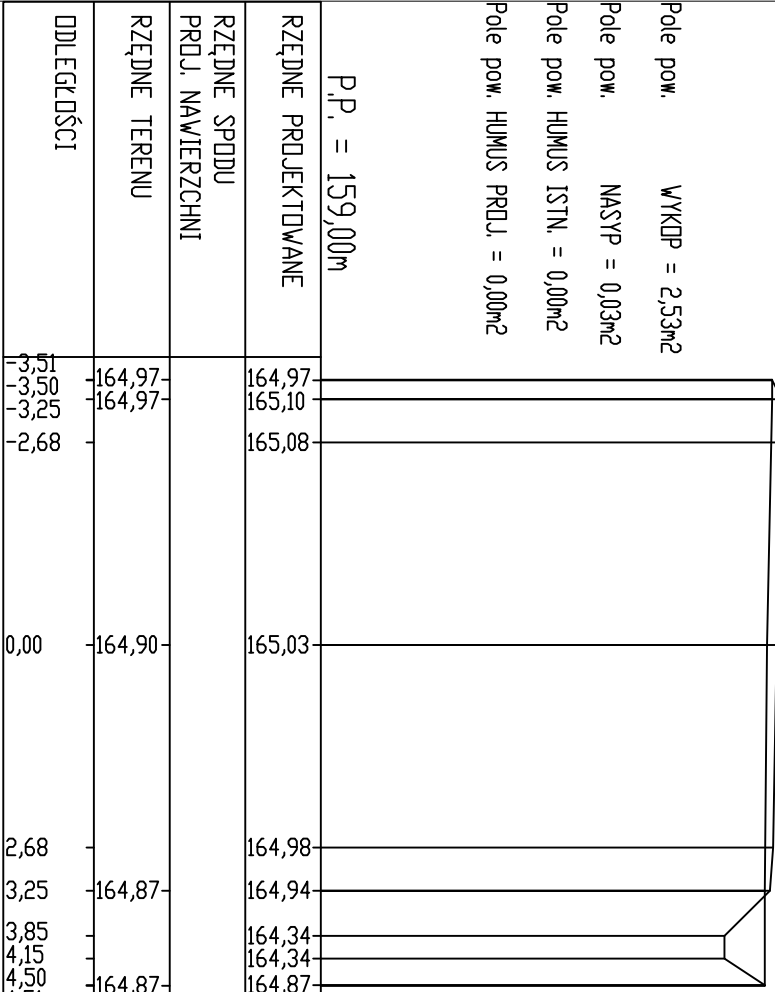 Pole pow. WYKOP = 2,53m2
Pole pow. NASYP = 0,03m2
Pole pow. HUMUS ISTN. = 0,00m2
Pole pow. HUMUS PROJ. = 0,00m2
P.P. = 159,00m
RZĘDNE PROJEKTOWANE
164,97
165,10
165,08
165,03
164,98
164,94
164,34
164,34
164,87
RZĘDNE SPODU
PROJ. NAWIERZCHNI
RZĘDNE TERENU
164,97
164,97
164,90
164,87
164,87
ODLEGŁOŚCI
-3,51
-3,50
-3,25
-2,68
0,00
2,68
3,25
3,85
4,15
4,50